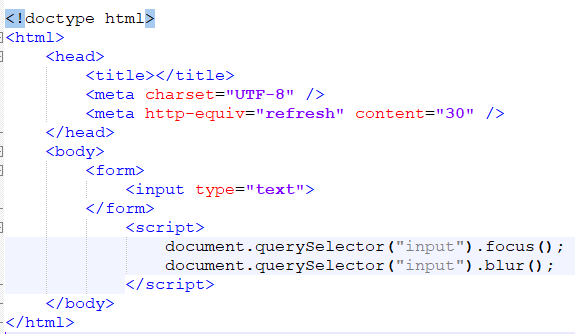 <!doctype html>
<html>
<head>
<title></title>
<meta charset="UTF-8" />
<meta http-equiv="refresh" content="30" />
</head>
<body>
<form>
<input type="text">
</form>
<script>
document.querySelector("input").focus();
document.querySelector("input").blur();
</script>
</body>
</html>